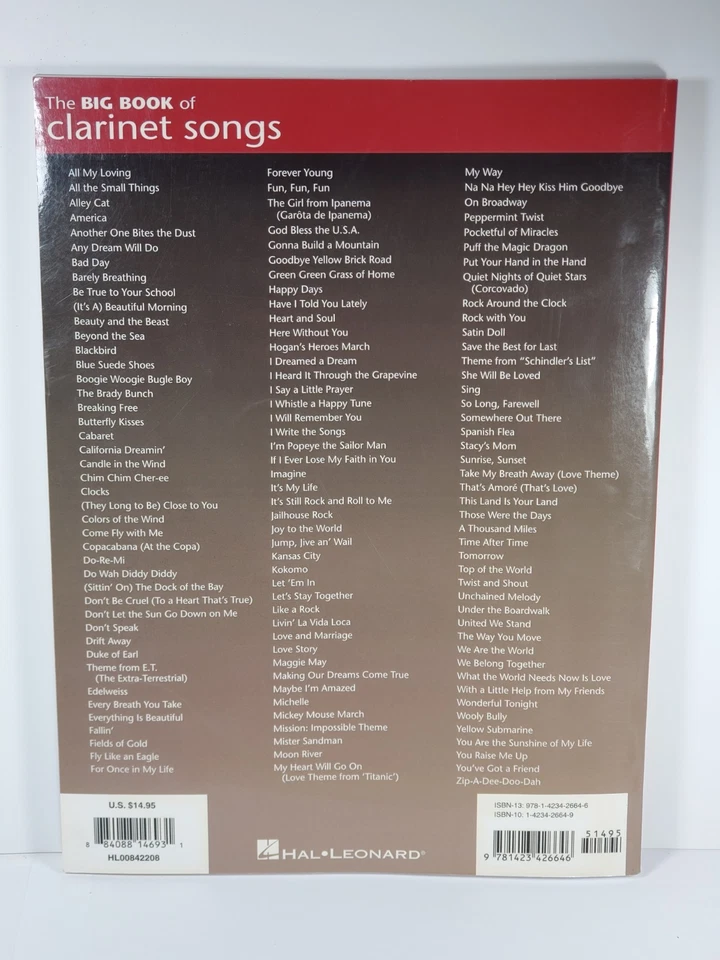 The BIG BOOK of
clarinet songs
All My Loving
All the Small Things
Alley Cat
America
Another One Bites the Dust
Any Dream Will Do
Bad Day
Barely Breathing
Be True to Your School
(It's A) Beautiful Morning
Beauty and the Beast
Beyond the Sea
Blackbird
Blue Suede Shoes
Boogie Woogie Bugle Boy
The Brady Bunch
Breaking Free
Butterfly Kisses
Cabaret
California Dreamin'
Candle in the Wind
Chim Chim Cher-ee
Clocks
(They Long to Be) Close to You
Colors of the Wind
Come Fly with Me
Copacabana (At the Copa)
Do-Re-Mi
Do Wah Diddy Diddy
(Sittin' On) The Dock of the Bay
Don't Be Cruel (To a Heart That's True)
Don't Let the Sun Go Down on Me
Don't Speak
Drift Away
Duke of Earl
Theme from E.T.
(The Extra-Terrestrial)
Edelweiss
Every Breath You Take
Everything Is Beautiful
Fallin'
Fields of Gold
Fly Like an Eagle
For Once in My Life
Forever Young
Fun, Fun, Fun
The Girl from Ipanema
(Garôta de Ipanema)
God Bless the U.S.A.
Gonna Build a Mountain
Goodbye Yellow Brick Road
Green Green Grass of Home
Happy Days
Have I Told You Lately
Heart and Soul
Here Without You
Hogan's Heroes March
I Dreamed a Dream
I Heard It Through the Grapevine
I Say a Little Prayer
I Whistle a Happy Tune
I Will Remember You
I Write the Songs
I'm Popeye the Sailor Man
If I Ever Lose My Faith in You
Imagine
It's My Life
It's Still Rock and Roll to Me
Jailhouse Rock
Joy to the World
Jump, Jive an' Wail
Kansas City
Kokomo
Let 'Em In
Let's Stay Together
Like a Rock
Livin' La Vida Loca
Love and Marriage
Love Story
Maggie May
Making Our Dreams Come True
Maybe I'm Amazed
Michelle
Mickey Mouse March
Mission: Impossible Theme
Mister Sandman
Moon River
My Heart Will Go On
(Love Theme from 'Titanic')
My Way
Na Na Hey Hey Kiss Him Goodbye
On Broadway
Peppermint Twist
Pocketful of Miracles
Puff the Magic Dragon
Put Your Hand in the Hand
Quiet Nights of Quiet Stars
(Corcovado)
Rock Around the Clock
Rock with You
Satin Doll
Save the Best for Last
Theme from "Schindler's List"
She Will Be Loved
Sing
So Long, Farewell
Somewhere Out There
Spanish Flea
Stacy's Mom
Sunrise, Sunset
Take My Breath Away (Love Theme)
That's Amoré (That's Love)
This Land Is Your Land
Those Were the Days
A Thousand Miles
Time After Time
Tomorrow
Top of the World
Twist and Shout
Unchained Melody
Under the Boardwalk
United We Stand
The Way You Move
We Are the World
We Belong Together
What the World Needs Now Is Love
With a Little Help from My Friends
Wonderful Tonight
Wooly Bully
Yellow Submarine
You Are the Sunshine of My Life
You Raise Me Up
You've Got a Friend
Zip-A-Dee-Doo-Dah
U.S. $14.95
8 84088 14693 1
HL00842208
HAL•LEONARD®
ISBN-13: 978-1-4234-2664-6
ISBN-10: 1-4234-2664-9
51495
9 781423 426646